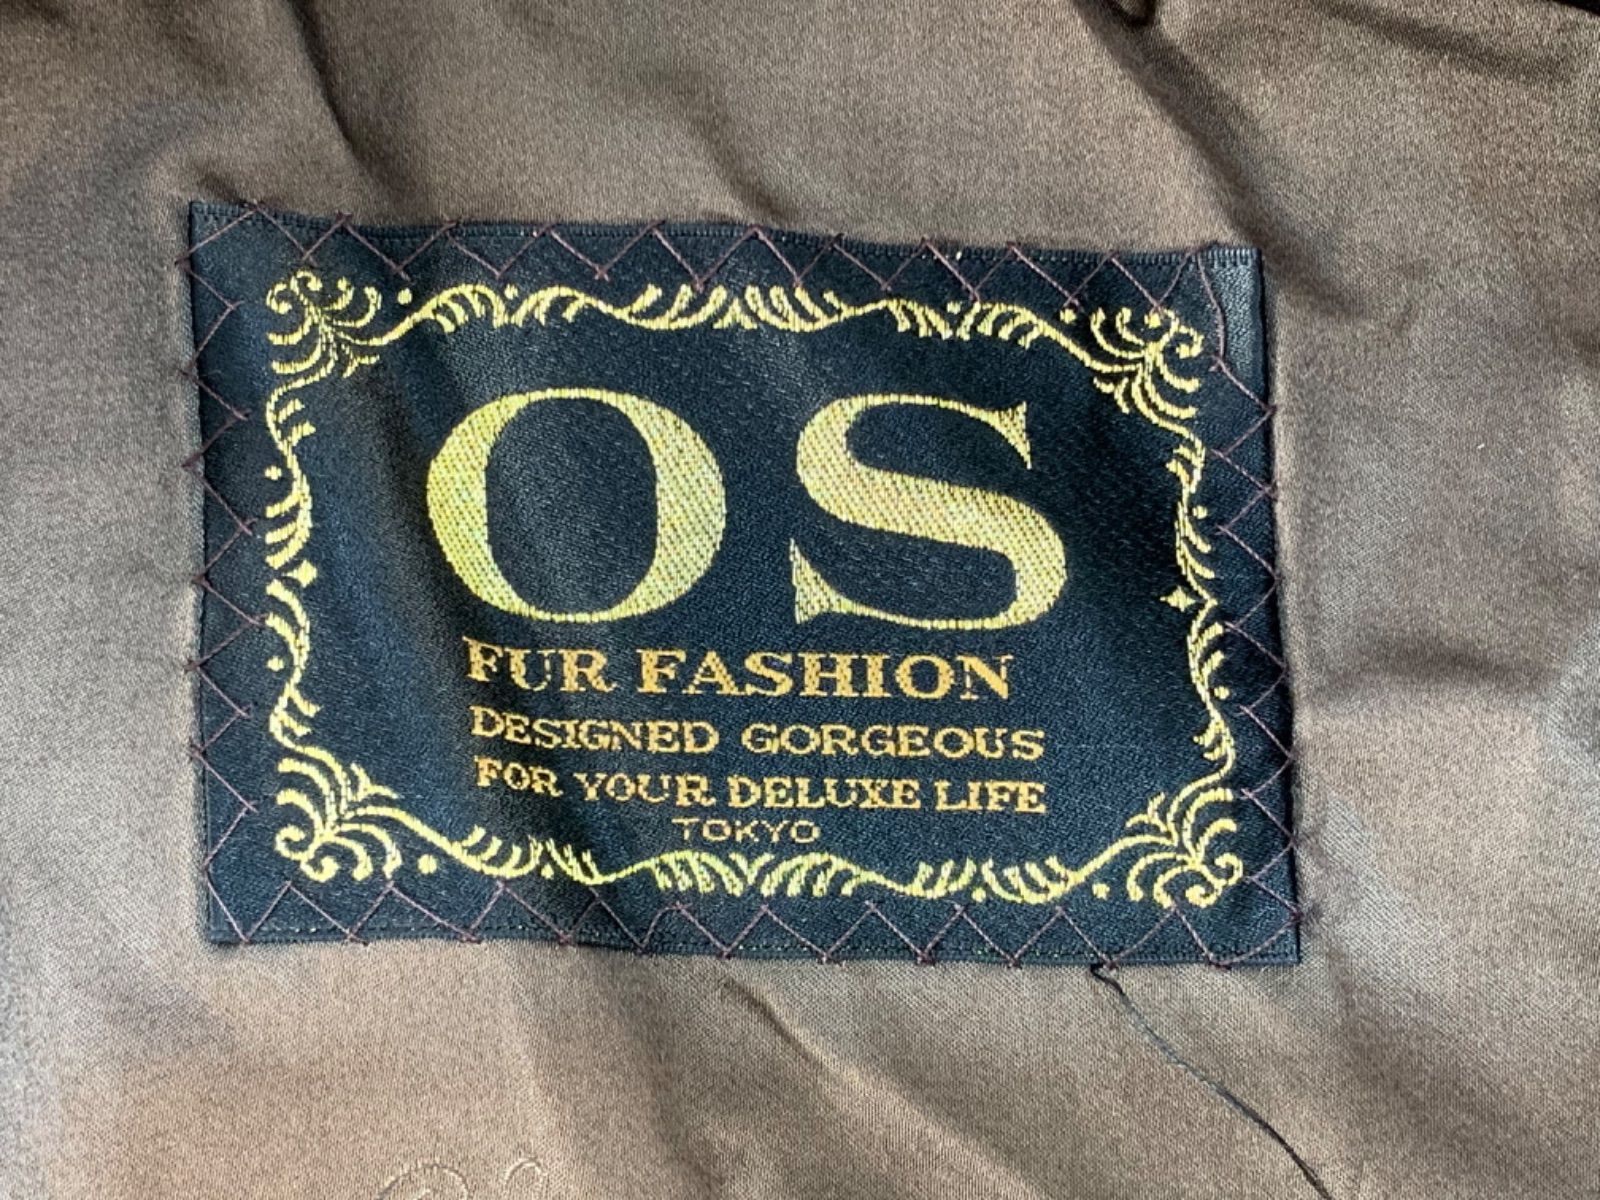 OS
FUR FASHION
DESIGNED GORGEOUS
FOR YOUR DELUXE LIFE
TOKYO